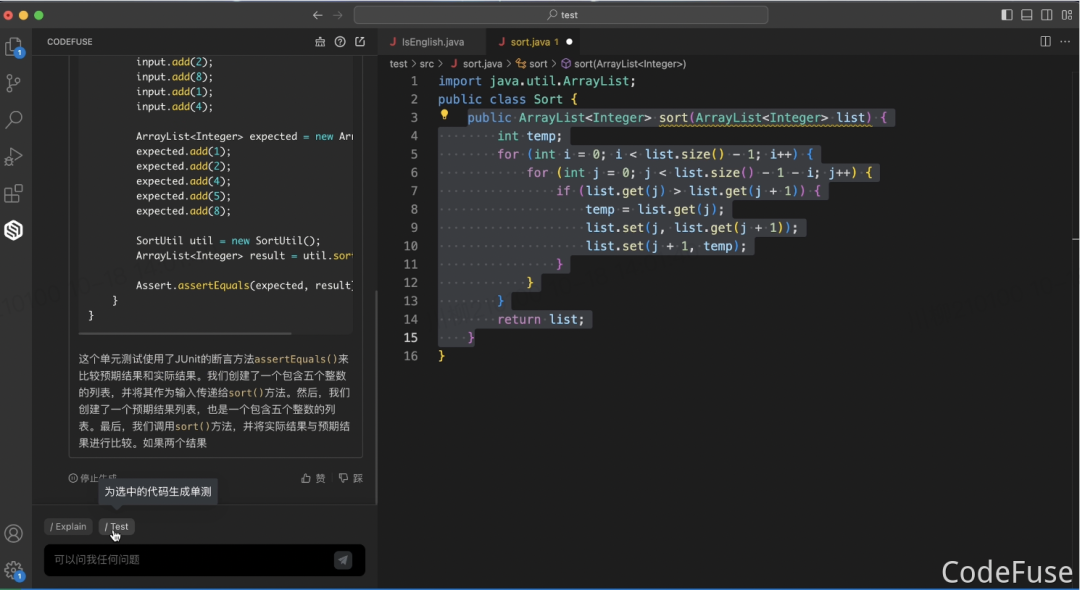 test
CODEFUSE
input.add(2);
input.add(8);
input.add(1);
input.add(4);
ArrayList<Integer> expected = new Arr
expected.add(1);
expected.add(2);
expected.add(4);
expected.add(5);
expected.add(8);
SortUtil util = new SortUtil();
ArrayList<Integer> result = util.sort
Assert.assertEquals(expected, result)
}
}
这个单元测试使用了JUnit的断言方法assertEquals()来
比较预期结果和实际结果。我们创建了一个包含五个整数
的列表，并将其作为输入传递给sort()方法。然后，我们
创建了一个预期结果列表，也是一个包含五个整数的列
表。最后，我们调用sort()方法，并将实际结果与预期结
果进行比较。如果两个结果
停止生成 赞 踩
为选中的代码生成单测
/ Explain / Test
可以问我任何问题
1
1
IsEnglish.java sort.java 1
test > src > sort.java > sort > sort(ArrayList<Integer>)
1 import java.util.ArrayList;
2 public class Sort {
3 public ArrayList<Integer> sort(ArrayList<Integer> list) {
4 int temp;
5 for (int i = 0; i < list.size() - 1; i++) {
6 for (int j = 0; j < list.size() - 1 - i; j++) {
7 if (list.get(j) > list.get(j + 1)) {
8 temp = list.get(j);
9 list.set(j, list.get(j + 1));
10 list.set(j + 1, temp);
11 }
12 }
13 }
14 return list;
15 }
16 }
CodeFuse